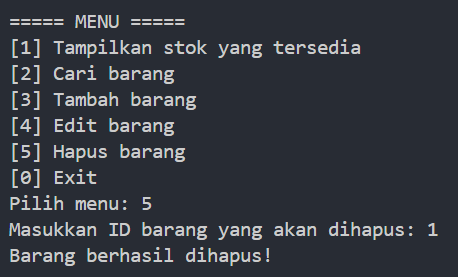 ===== MENU =====
[1] Tampilkan stok yang tersedia
[2] Cari barang
[3] Tambah barang
[4] Edit barang
[5] Hapus barang
[0] Exit
Pilih menu: 5
Masukkan ID barang yang akan dihapus: 1
Barang berhasil dihapus!